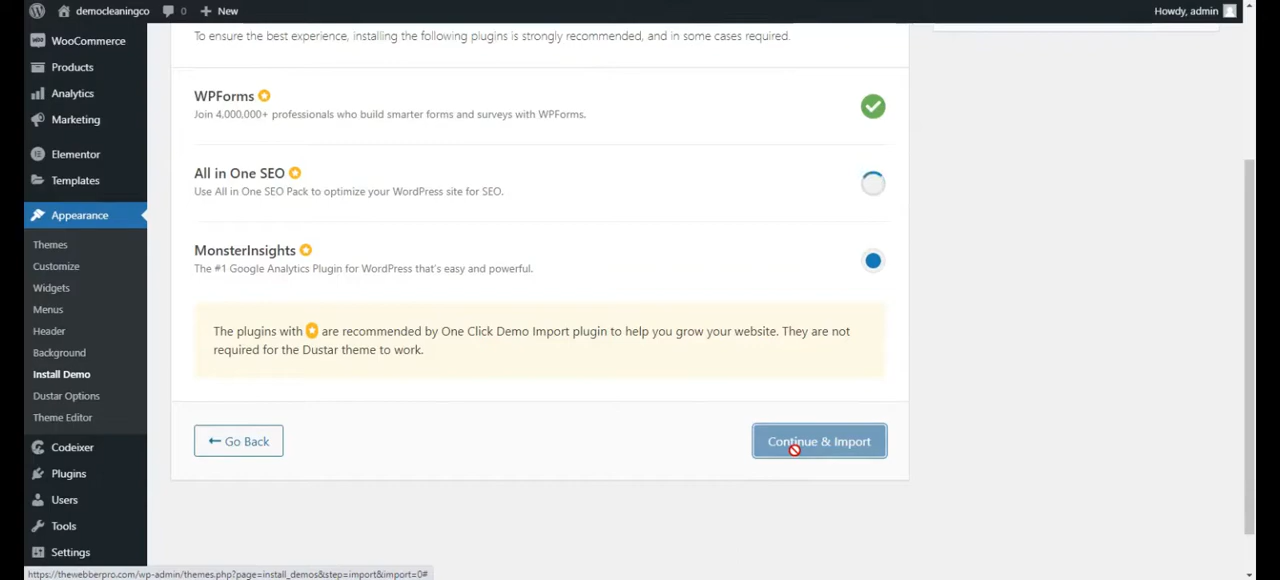 democleaningco
0
New
Howdy, admin
WooCommerce
Products
Analytics
Marketing
Elementor
Templates
Appearance
Themes
Customize
Widgets
Menus
Header
Background
Install Demo
Dustar Options
Theme Editor
Codeixer
Plugins
Users
Tools
Settings
To ensure the best experience, installing the following plugins is strongly recommended, and in some cases required.
WPForms
Join 4,000,000+ professionals who build smarter forms and surveys with WPForms.
All in One SEO
Use All in One SEO Pack to optimize your WordPress site for SEO.
MonsterInsights
The #1 Google Analytics Plugin for WordPress that's easy and powerful.
The plugins with are recommended by One Click Demo Import plugin to help you grow your website. They are not
required for the Dustar theme to work.
Go Back
Continue & Import
https://thewebberpro.com/wp-admin/themes.php?page=install_demos&step=import&import=0#